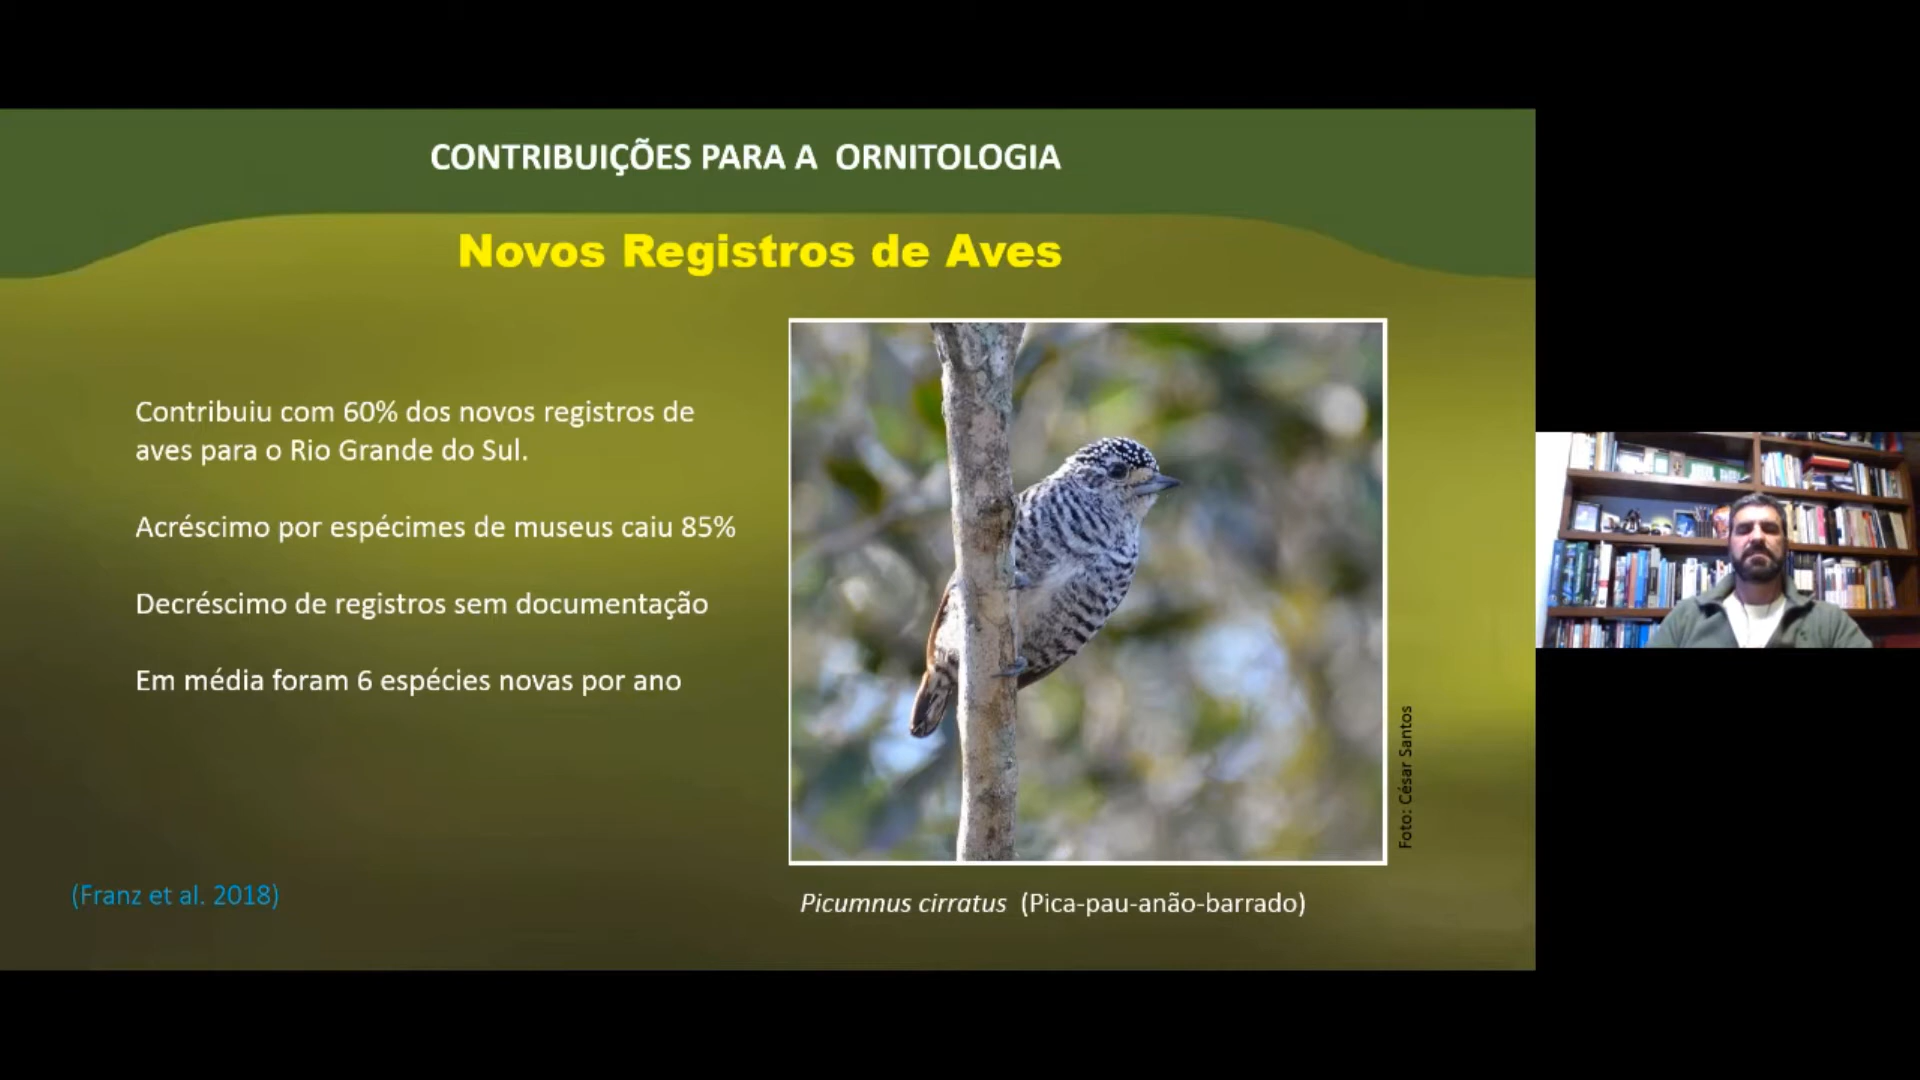 CONTRIBUIÇÕES PARA A ORNITOLOGIA
Novos Registros de Aves
Contribuiu com 60% dos novos registros de
aves para o Rio Grande do Sul.
Acréscimo por espécimes de museus caiu 85%
Decréscimo de registros sem documentação
Em média foram 6 espécies novas por ano
(Franz et al. 2018)
Foto: César Santos
Picumnus cirratus (Pica-pau-anão-barrado)